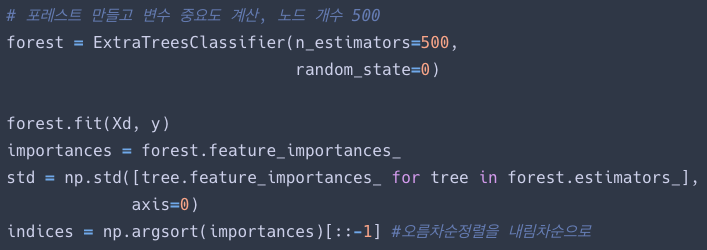 # 포레스트 만들고 변수 중요도 계산, 노드 개수 500
forest = ExtraTreesClassifier(n_estimators=500,
                              random_state=0)

forest.fit(Xd, y)
importances = forest.feature_importances_
std = np.std([tree.feature_importances_ for tree in forest.estimators_],
             axis=0)
indices = np.argsort(importances)[::-1] #오름차순정렬을 내림차순으로